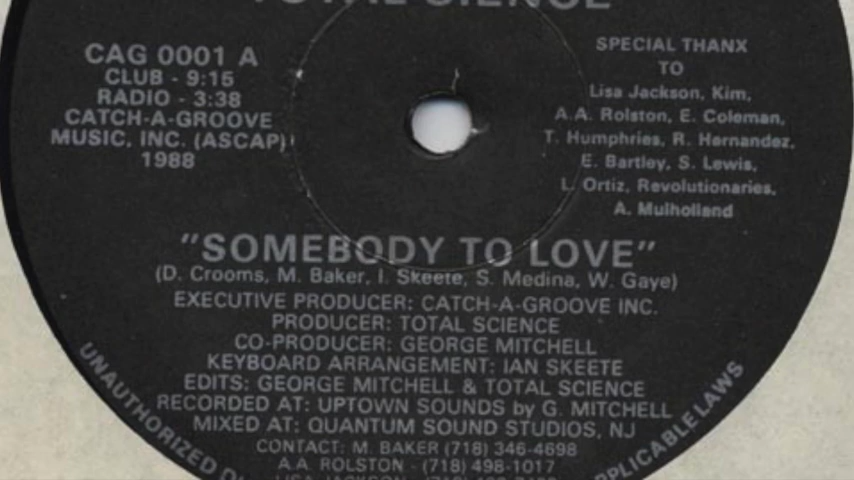 TOTAL SIENCE
CAG 0001 A
CLUB - 9:15
RADIO - 3:38
CATCH-A-GROOVE
MUSIC, INC. (ASCAP)
1988
SPECIAL THANX
TO
Lisa Jackson, Kim,
A.A. Rolston, E. Coleman,
T. Humphries, R. Hernandez,
E. Bartley, S. Lewis,
L. Ortiz, Revolutionaries,
A. Mulholland
"SOMEBODY TO LOVE"
(D. Crooms, M. Baker, I. Skeete, S. Medina, W. Gaye)
EXECUTIVE PRODUCER: CATCH-A-GROOVE INC.
PRODUCER: TOTAL SCIENCE
CO-PRODUCER: GEORGE MITCHELL
KEYBOARD ARRANGEMENT: IAN SKEETE
EDITS: GEORGE MITCHELL & TOTAL SCIENCE
RECORDED AT: UPTOWN SOUNDS by G. MITCHELL
MIXED AT: QUANTUM SOUND STUDIOS, NJ
CONTACT: M. BAKER (718) 346-4698
A.A. ROLSTON - (718) 498-1017
UNAUTHORIZED
APPLICABLE LAWS